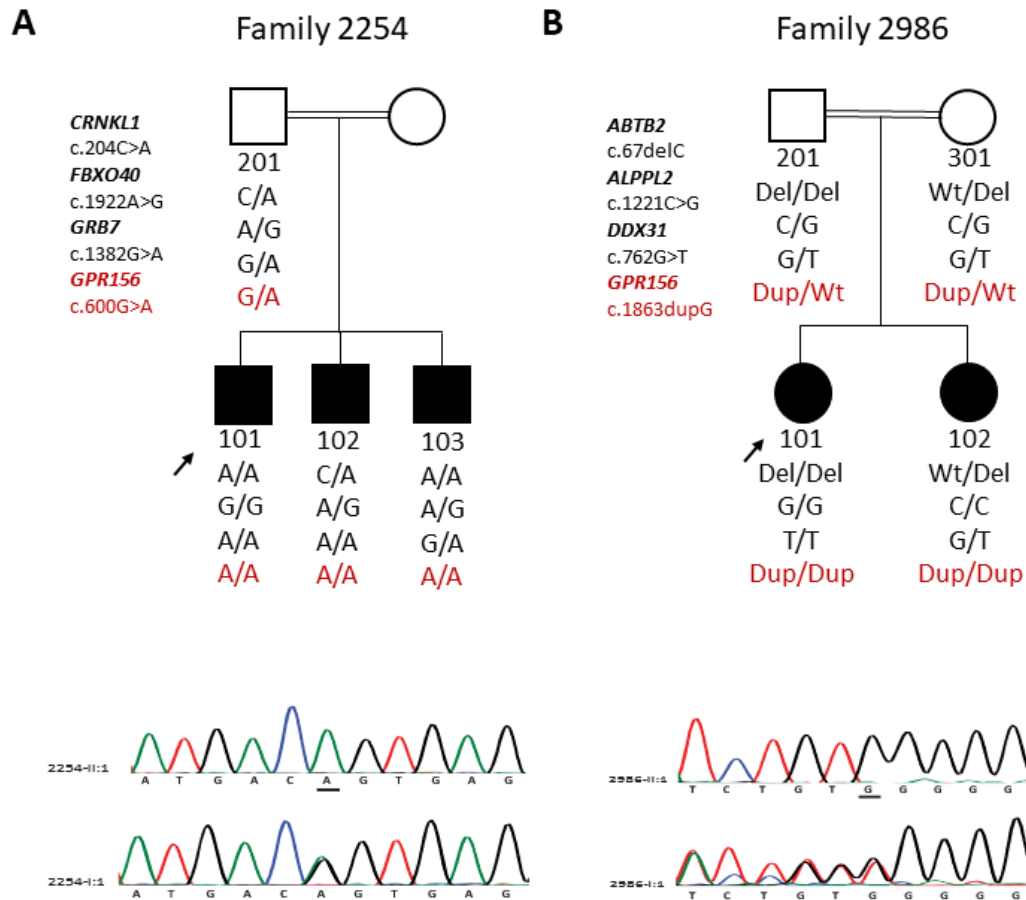 A
Family 2254
CRNKL1
c.204C>A
FBXO40
c.1922A>G
GRB7
c.1382G>A
GPR156
c.600G>A
201
C/A
A/G
G/A
G/A
101
A/A
G/G
A/A
A/A
102
C/A
A/G
A/A
A/A
103
A/A
A/G
G/A
A/A
2254-II:1
A T G A C A G T G A G
2254-I:1
A T G A C A G T G A G
B
Family 2986
ABTB2
c.67delC
ALPPL2
c.1221C>G
DDX31
c.762G>T
GPR156
c.1863dupG
201
Del/Del
C/G
G/T
Dup/Wt
301
Wt/Del
C/G
G/T
Dup/Wt
101
Del/Del
G/G
T/T
Dup/Dup
102
Wt/Del
C/C
G/T
Dup/Dup
2986-II:1
T C T G T G G G G G
2986-I:1
T C T G T G G G G G